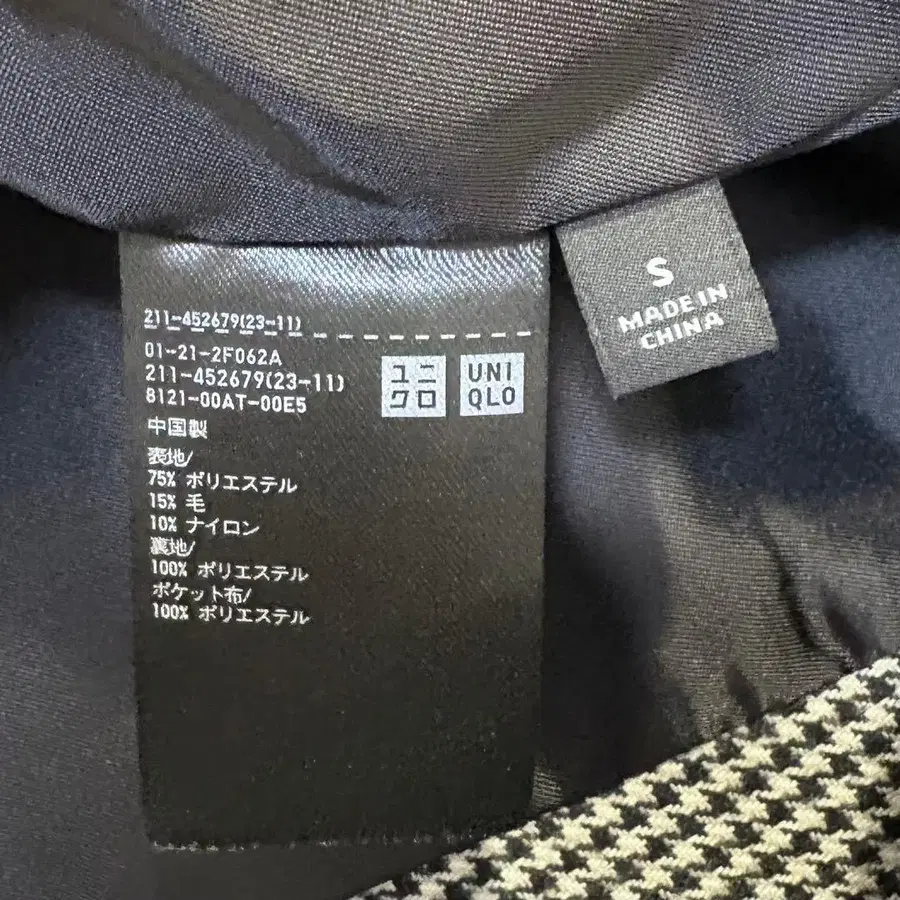 211-452679(23-11)
01-21-2F062A
211-452679(23-11)
8121-00AT-00E5
中国製
表地/
75% ポリエステル
15% 毛
10% ナイロン
裏地/
100% ポリエステル
ポケット布/
100% ポリエステル
ユニ
クロ
UNI
QLO
S
MADE IN
CHINA